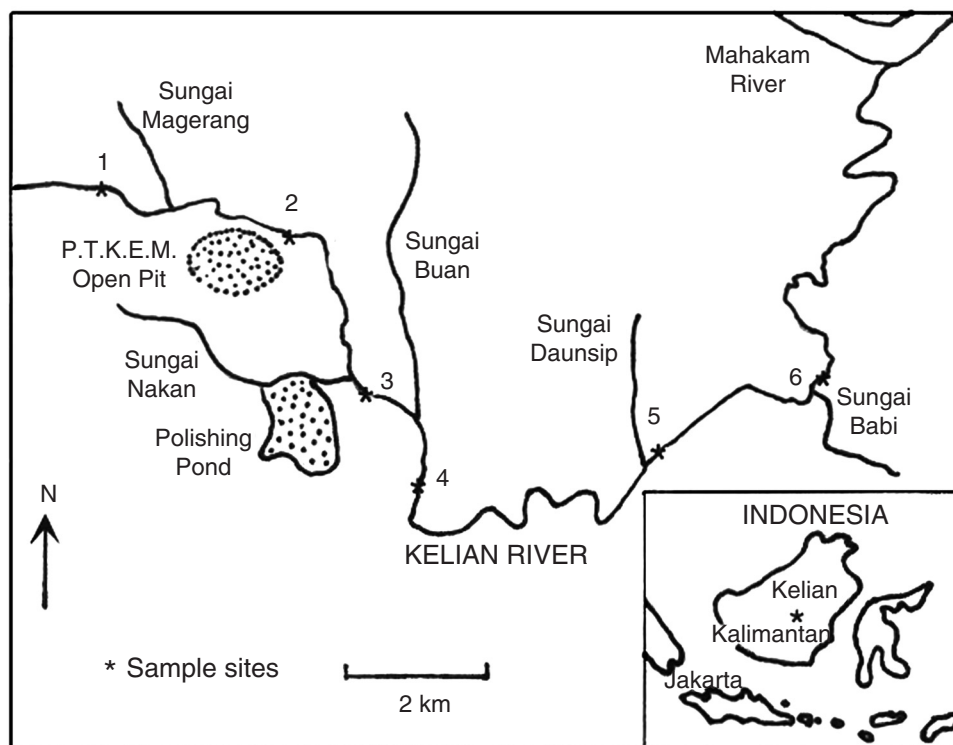 Mahakam
River
Sungai
Magerang
1
2
P.T.K.E.M.
Open Pit
Sungai
Buan
Sungai
Daunsip
Sungai
Nakan
3
6
Sungai
Babi
5
Polishing
Pond
4
N
KELIAN RIVER
INDONESIA
Kelian
*
Kalimantan
Jakarta
* Sample sites
2 km